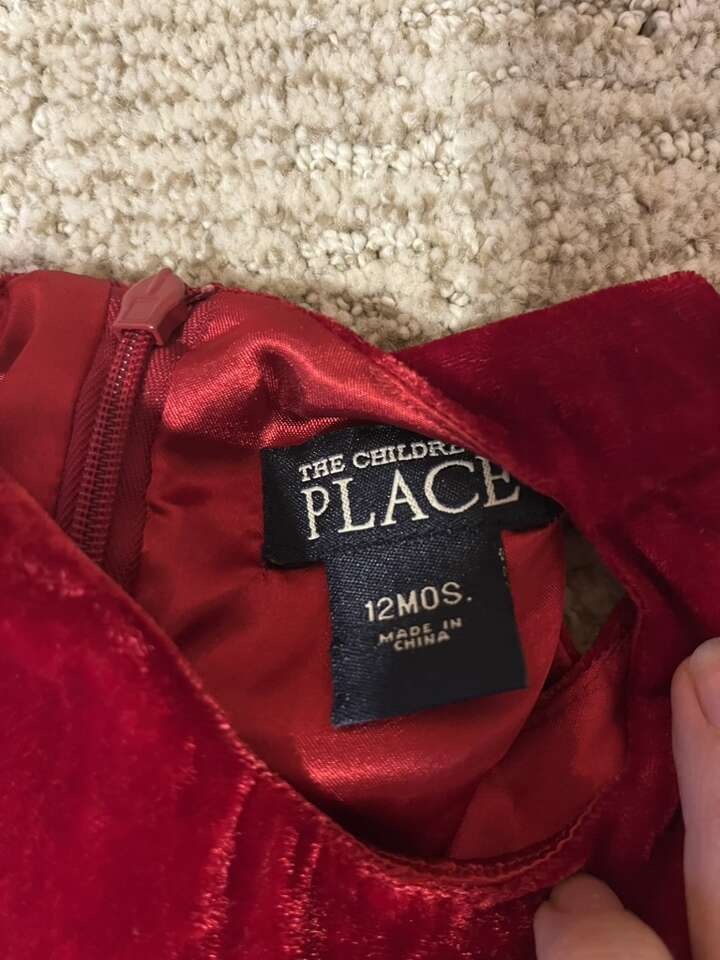 THE CHILDRE
PLACE
12MOS.
MADE IN
CHINA